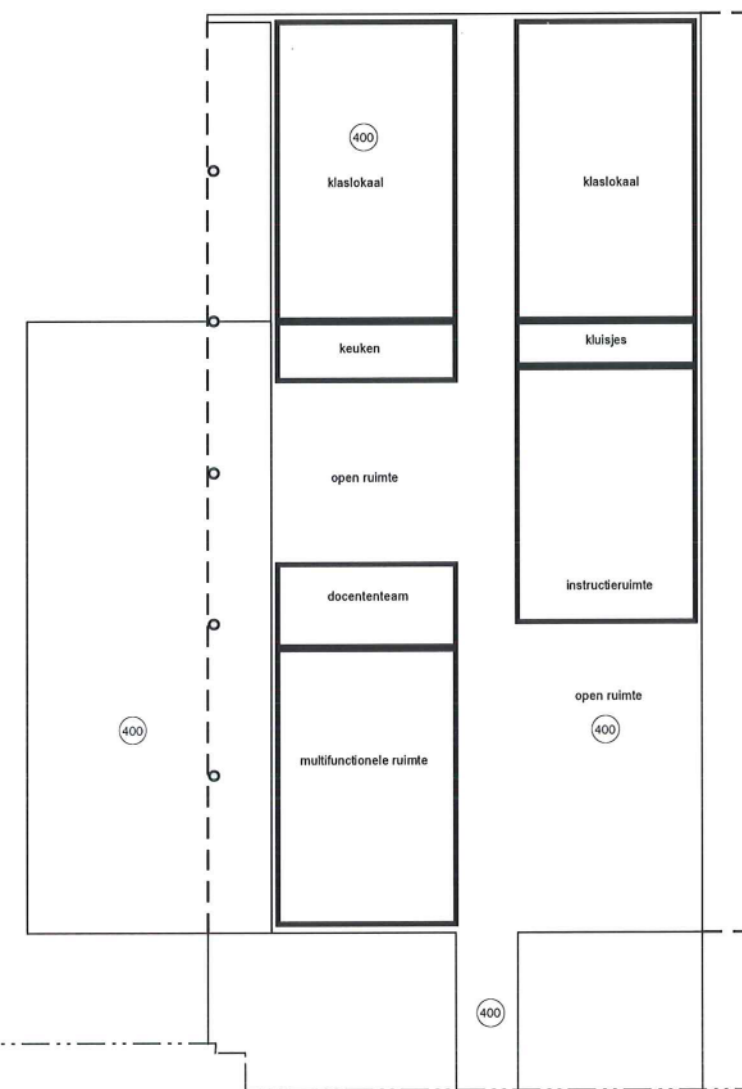 400
klaslokaal
klaslokaal
keuken
kluisjes
open ruimte
docententeam
instructieruimte
open ruimte
400
400
multifunctionele ruimte
400